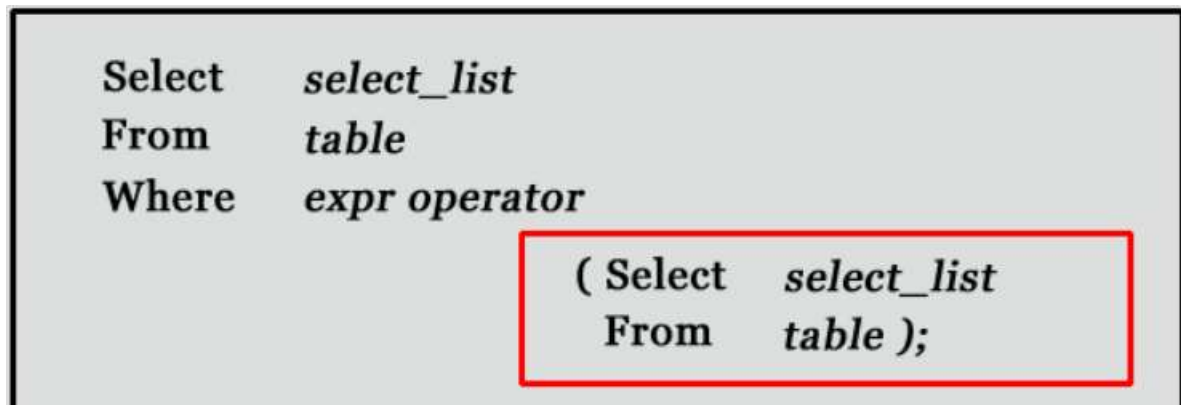 Select select_list
From table
Where expr operator
( Select select_list
From table );